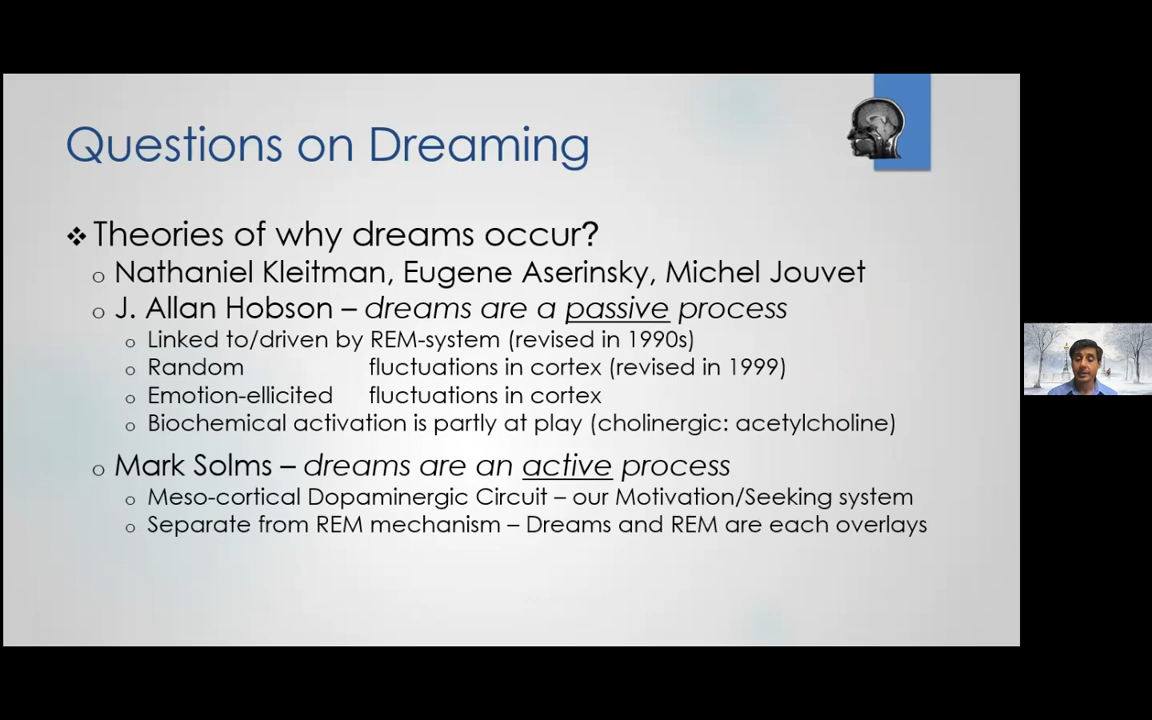 Questions on Dreaming
❖ Theories of why dreams occur?
o Nathaniel Kleitman, Eugene Aserinsky, Michel Jouvet
o J. Allan Hobson – dreams are a passive process
o Linked to/driven by REM-system (revised in 1990s)
o Random fluctuations in cortex (revised in 1999)
o Emotion-ellicited fluctuations in cortex
o Biochemical activation is partly at play (cholinergic: acetylcholine)
o Mark Solms – dreams are an active process
o Meso-cortical Dopaminergic Circuit – our Motivation/Seeking system
o Separate from REM mechanism – Dreams and REM are each overlays